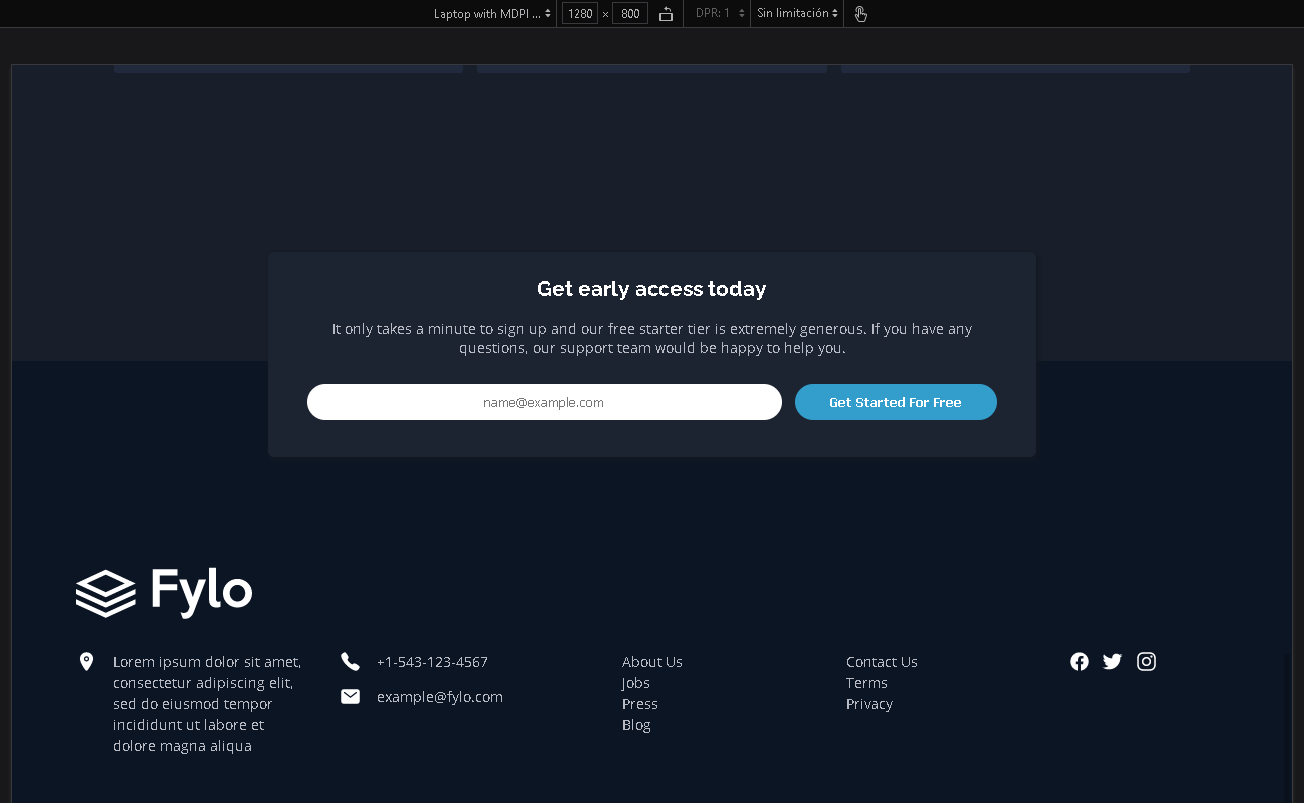 Laptop with MDPI ... 1280 × 800 DPR: 1 Sin limitación
Get early access today
It only takes a minute to sign up and our free starter tier is extremely generous. If you have any
questions, our support team would be happy to help you.
name@example.com
Get Started For Free
Fylo
Lorem ipsum dolor sit amet,
consectetur adipiscing elit,
sed do eiusmod tempor
incididunt ut labore et
dolore magna aliqua
+1-543-123-4567
example@fylo.com
About Us
Jobs
Press
Blog
Contact Us
Terms
Privacy